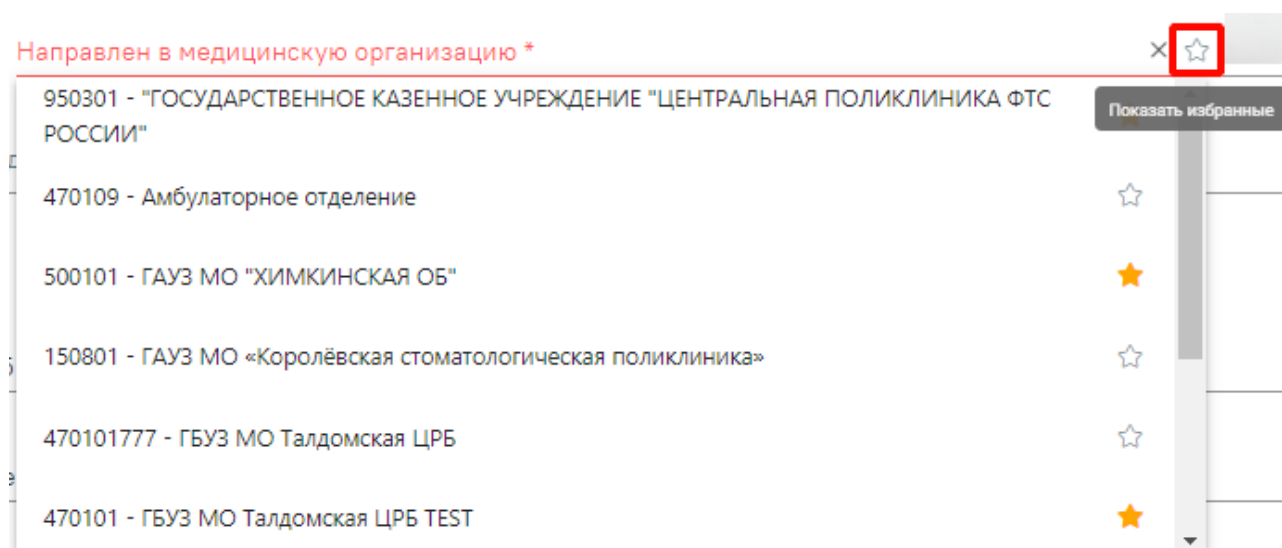 Направлен в медицинскую организацию *
950301 - "ГОСУДАРСТВЕННОЕ КАЗЕННОЕ УЧРЕЖДЕНИЕ "ЦЕНТРАЛЬНАЯ ПОЛИКЛИНИКА ФТС
РОССИИ"
Показать избранные
470109 - Амбулаторное отделение
500101 - ГАУЗ МО "ХИМКИНСКАЯ ОБ"
150801 - ГАУЗ МО «Королёвская стоматологическая поликлиника»
470101777 - ГБУЗ МО Талдомская ЦРБ
470101 - ГБУЗ МО Талдомская ЦРБ TEST